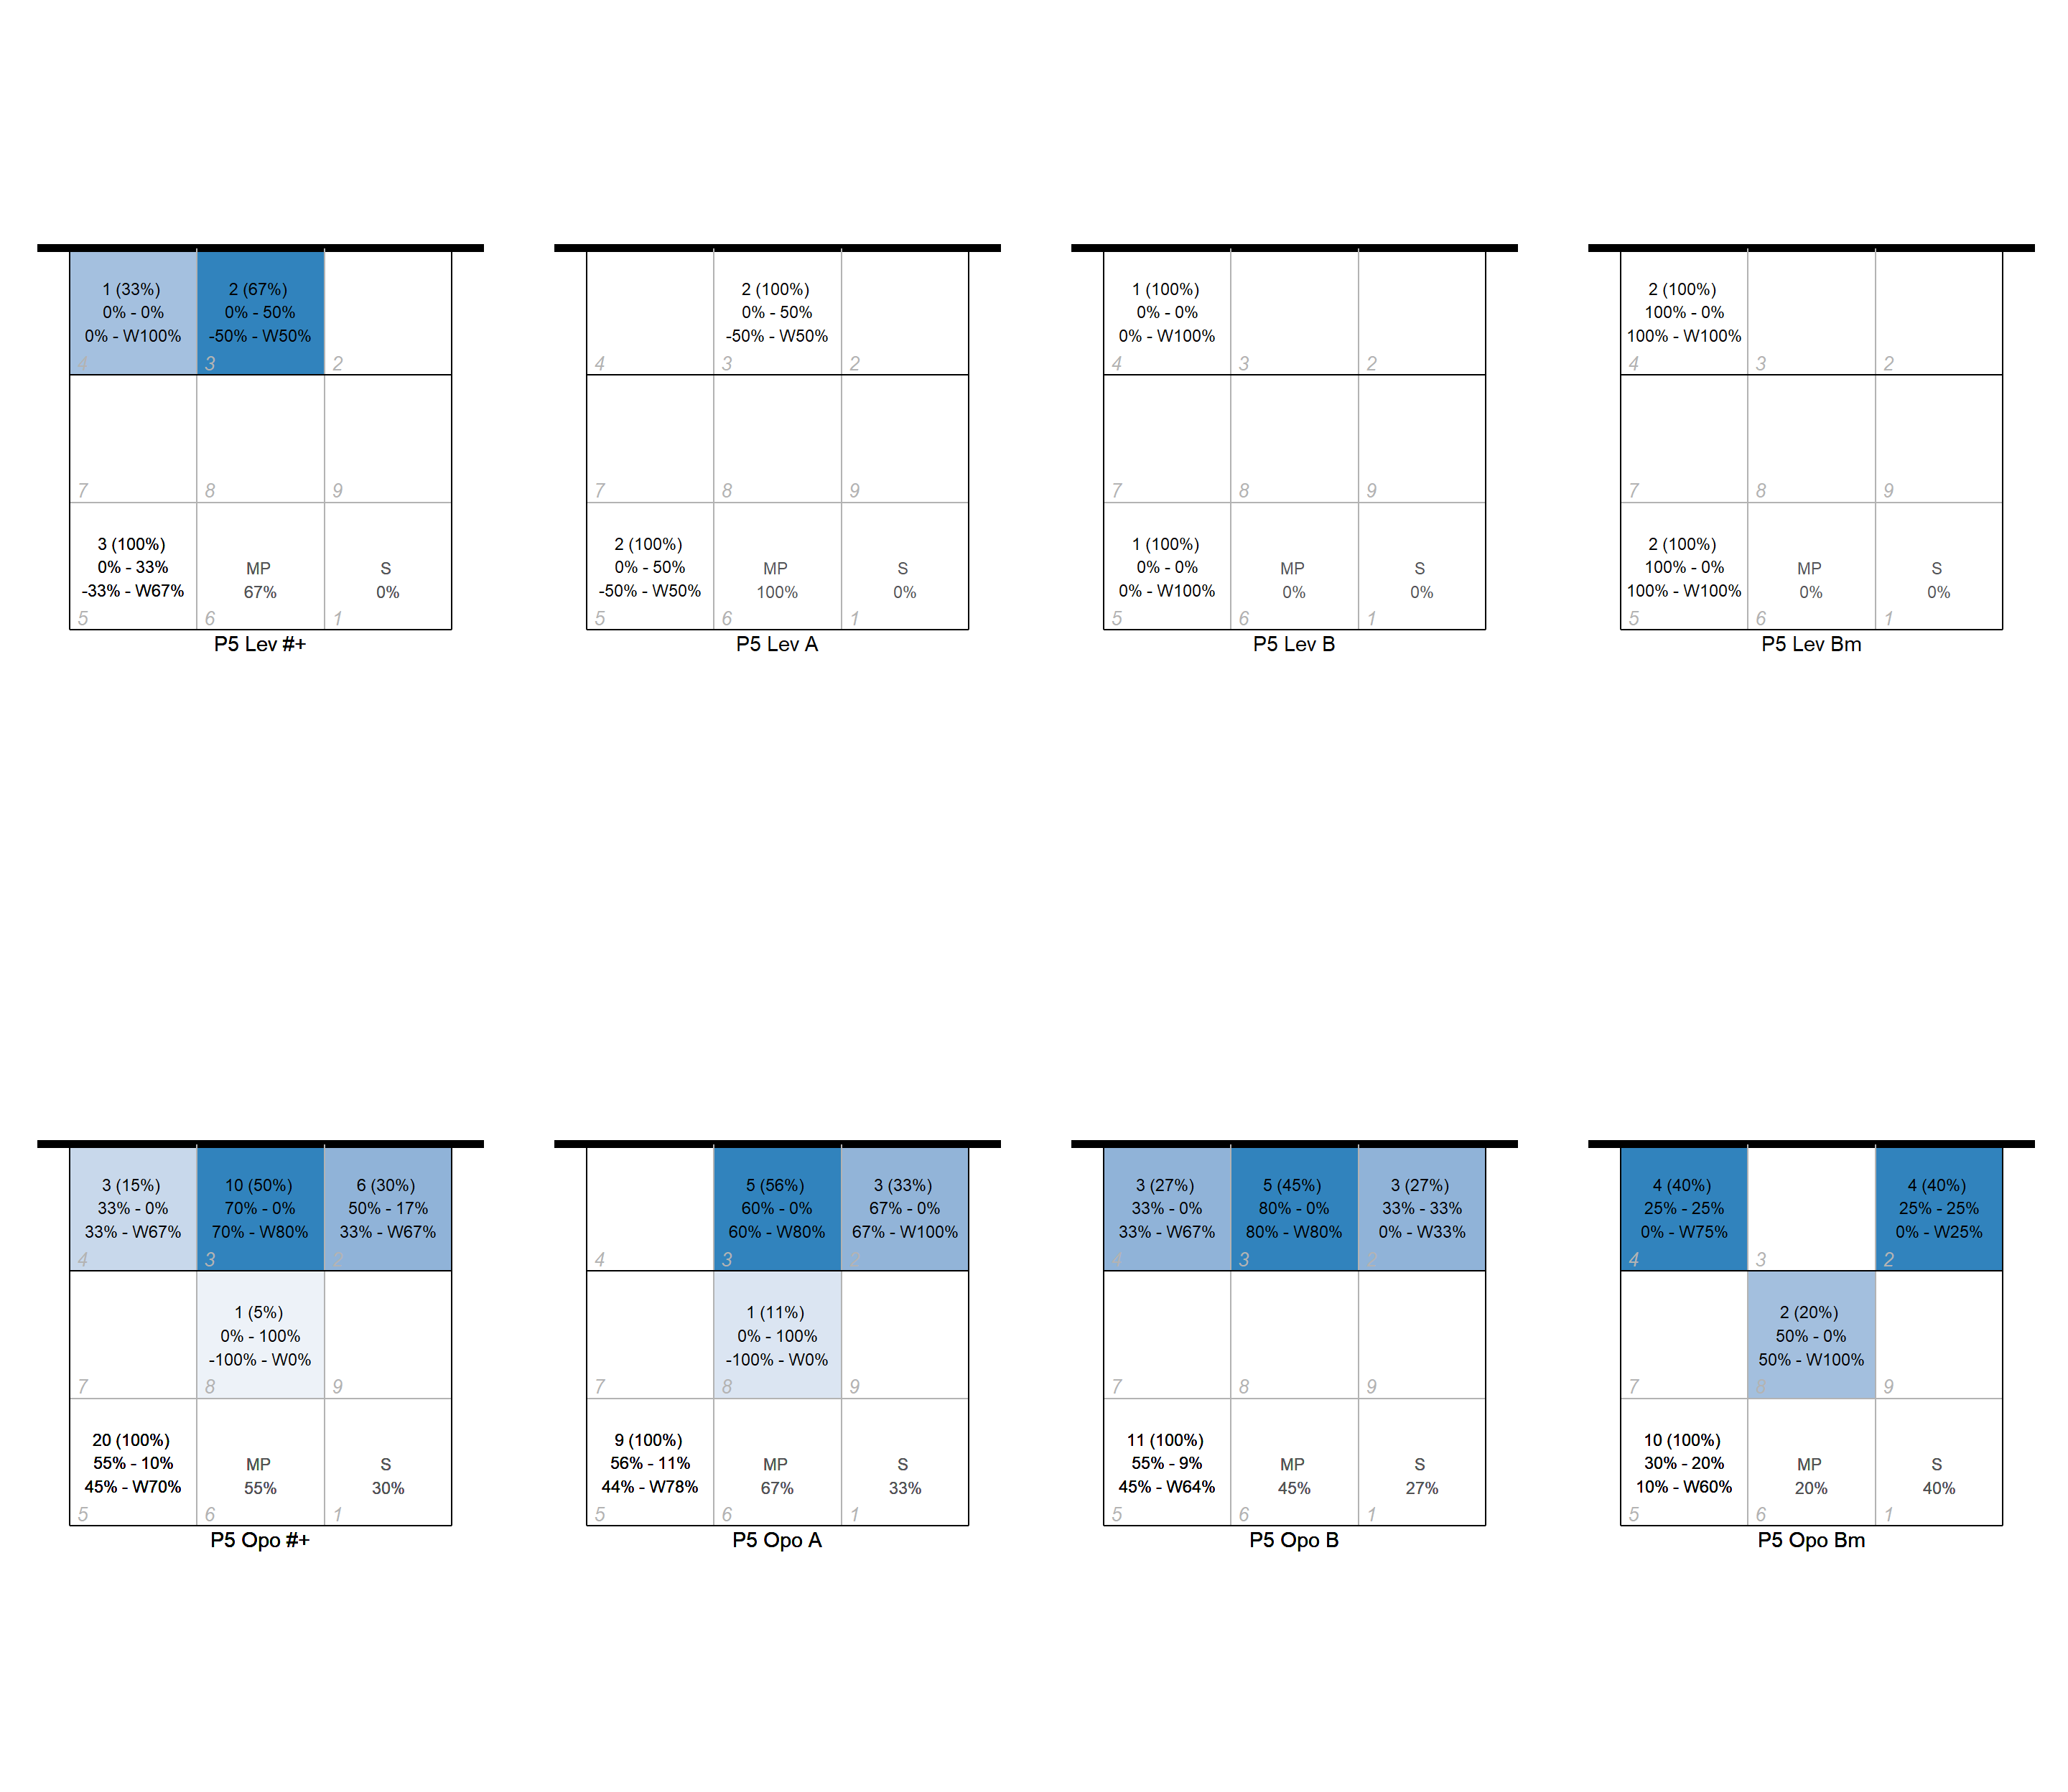 1 (33%)
0% - 0%
0% - W100%
4
2 (67%)
0% - 50%
-50% - W50%
3
2
7
8
9
3 (100%)
0% - 33%
-33% - W67%
5
MP
67%
6
S
0%
1
P5 Lev #+
4
2 (100%)
0% - 50%
-50% - W50%
3
2
7
8
9
2 (100%)
0% - 50%
-50% - W50%
5
MP
100%
6
S
0%
1
P5 Lev A
1 (100%)
0% - 0%
0% - W100%
4
3
2
7
8
9
1 (100%)
0% - 0%
0% - W100%
5
MP
0%
6
S
0%
1
P5 Lev B
2 (100%)
100% - 0%
100% - W100%
4
3
2
7
8
9
2 (100%)
100% - 0%
100% - W100%
5
MP
0%
6
S
0%
1
P5 Lev Bm
3 (15%)
33% - 0%
33% - W67%
4
10 (50%)
70% - 0%
70% - W80%
3
6 (30%)
50% - 17%
33% - W67%
2
7
1 (5%)
0% - 100%
-100% - W0%
8
9
20 (100%)
55% - 10%
45% - W70%
5
MP
55%
6
S
30%
1
P5 Opo #+
4
5 (56%)
60% - 0%
60% - W80%
3
3 (33%)
67% - 0%
67% - W100%
2
7
1 (11%)
0% - 100%
-100% - W0%
8
9
9 (100%)
56% - 11%
44% - W78%
5
MP
67%
6
S
33%
1
P5 Opo A
3 (27%)
33% - 0%
33% - W67%
4
5 (45%)
80% - 0%
80% - W80%
3
3 (27%)
33% - 33%
0% - W33%
2
7
8
9
11 (100%)
55% - 9%
45% - W64%
5
MP
45%
6
S
27%
1
P5 Opo B
4 (40%)
25% - 25%
0% - W75%
4
3
4 (40%)
25% - 25%
0% - W25%
2
7
2 (20%)
50% - 0%
50% - W100%
8
9
10 (100%)
30% - 20%
10% - W60%
5
MP
20%
6
S
40%
1
P5 Opo Bm